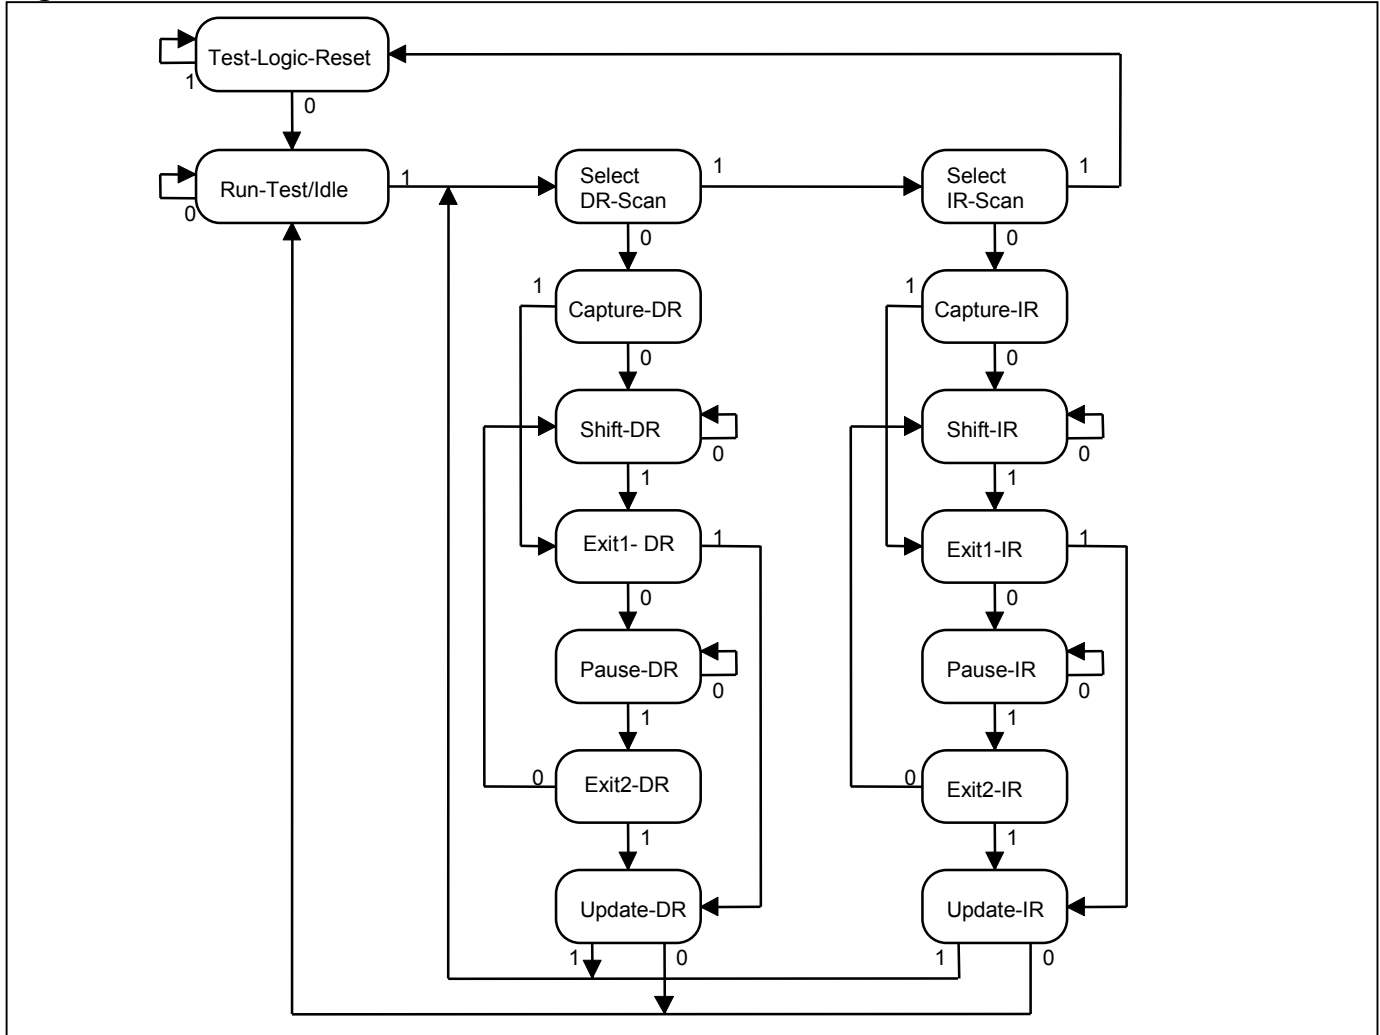 Test-Logic-Reset
1
0
Run-Test/Idle
0
1
Select
DR-Scan
1
Select
IR-Scan
1
0
0
1
Capture-DR
1
Capture-IR
0
0
Shift-DR
0
Shift-IR
0
1
1
Exit1- DR
1
Exit1-IR
1
0
0
Pause-DR
0
Pause-IR
0
1
1
0
Exit2-DR
0
Exit2-IR
1
1
Update-DR
Update-IR
1
0
1
0